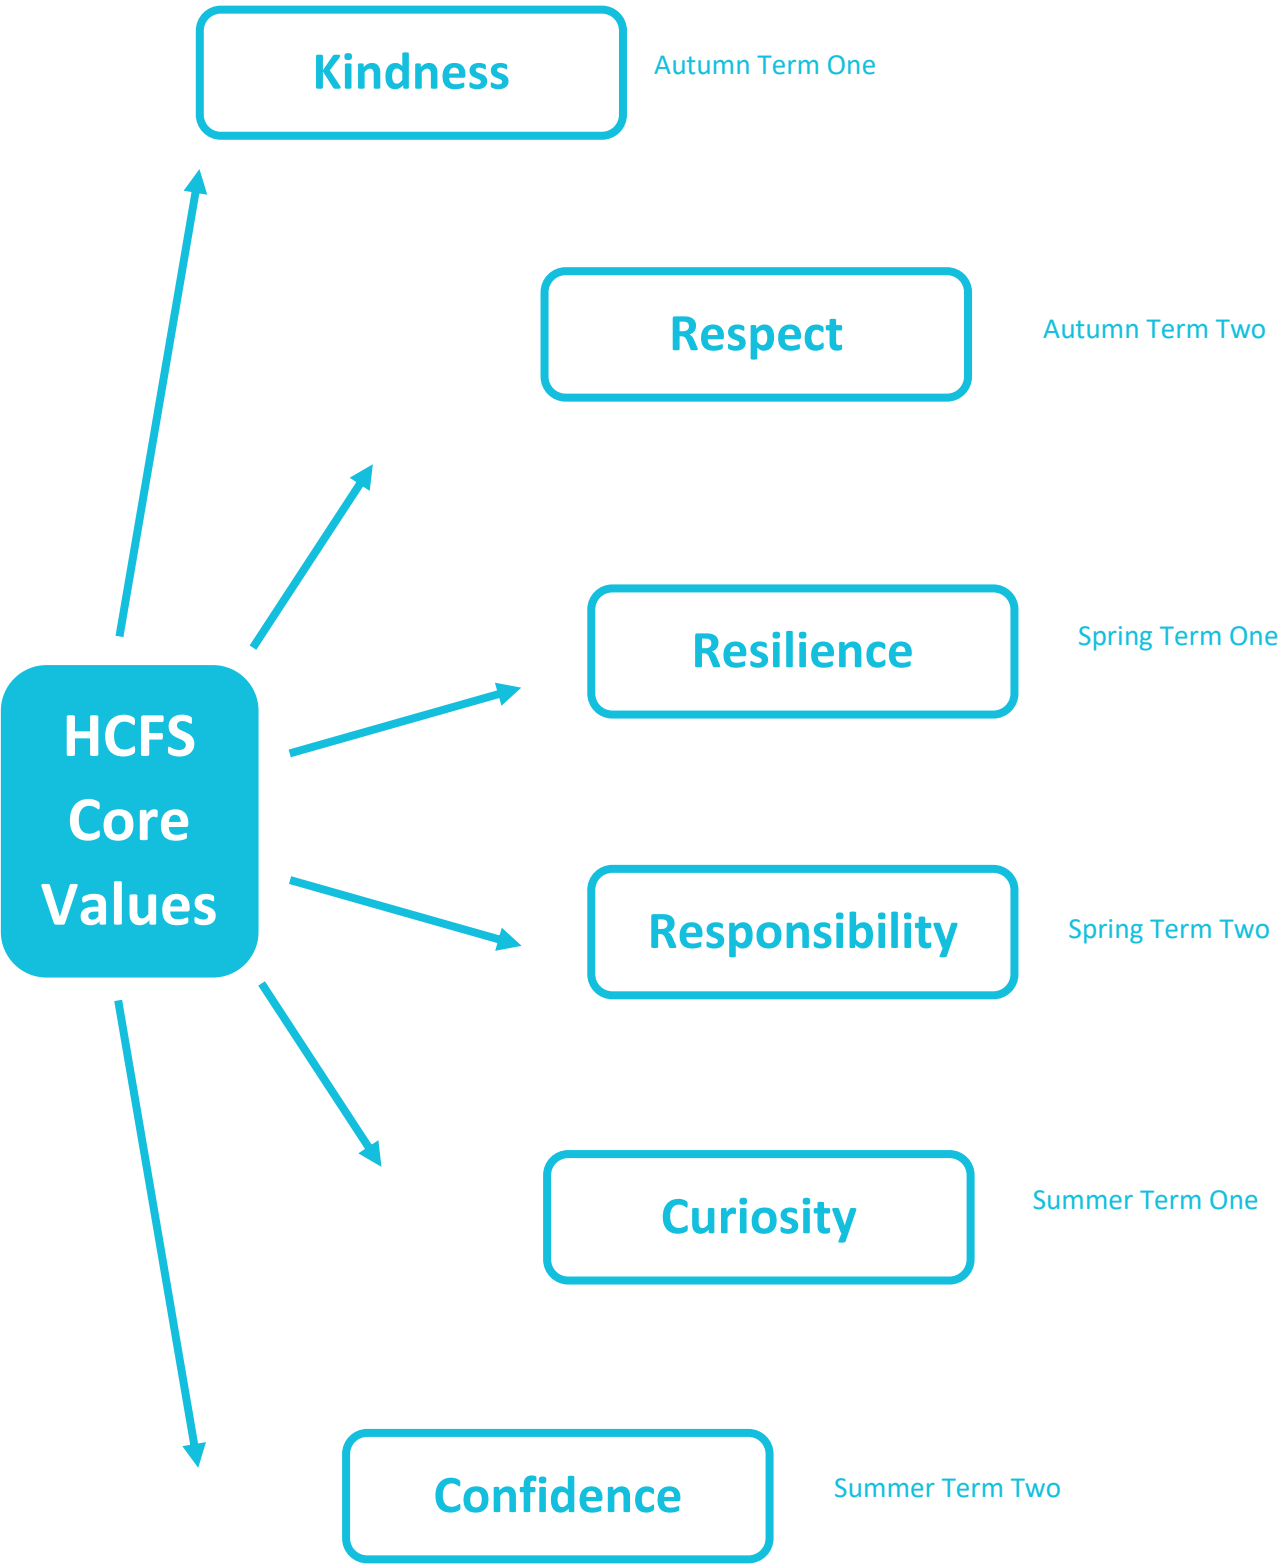 Kindness
Autumn Term One
Respect
Autumn Term Two
Resilience
Spring Term One
HCFS
Core
Values
Responsibility
Spring Term Two
Curiosity
Summer Term One
Confidence
Summer Term Two